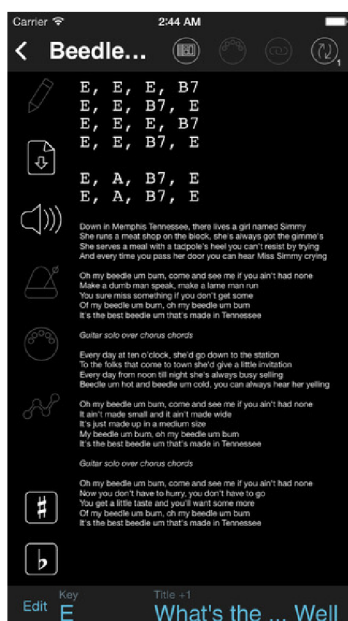 Carrier 2:44 AM
Beedle...
1
E, E, E, B7
E, E, B7, E
E, E, E, B7
E, E, B7, E
E, A, B7, E
E, A, B7, E
Down in Memphis Tennessee, there lives a girl named Simmy
She runs a meat shop on the block, she's always got the gimme's
She serves a meal with a tadpole's heel you can't resist by trying
And every time you pass her door you can hear Miss Simmy crying
Oh my beedle um bum, come and see me if you ain't had none
Make a dumb man speak, make a lame man run
You sure miss something if you don't get some
Of my beedle um bum, oh my beedle um bum
It's the best beedle um that's made in Tennessee
Guitar solo over chorus chords
Every day at ten o'clock, she'd go down to the station
To the folks that come to town she'd give a little invitation
Every day from noon till night she's always busy selling
Beedle um hot and beedle um cold, you can always hear her yelling
Oh my beedle um bum, come and see me if you ain't had none
It ain't made small and it ain't made wide
It's just made up in a medium size
My beedle um bum, oh my beedle um bum
It's the best beedle um that's made in Tennessee
Guitar solo over chorus chords
Oh my beedle um bum, come and see me if you ain't had none
Now you don't have to hurry, you don't have to go
You get a little taste and you'll want some more
Of my beedle um bum, oh my beedle um bum
It's the best beedle um that's made in Tennessee
♯
♭
Key Title +1
Edit E What's the ... Well